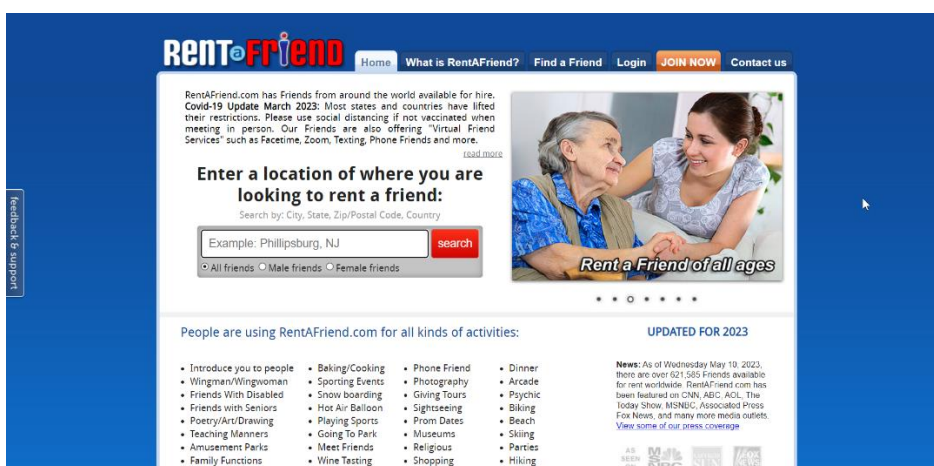 RENT a FRiEND
Home What is RentAFriend? Find a Friend Login JOIN NOW Contact us
RentAFriend.com has Friends from around the world available for hire.
Covid-19 Update March 2023: Most states and countries have lifted
their restrictions. Please use social distancing if not vaccinated when
meeting in person. Our Friends are also offering "Virtual Friend
Services" such as Facetime, Zoom, Texting, Phone Friends and more.
read more
Enter a location of where you are
looking to rent a friend:
Search by: City, State, Zip/Postal Code, Country
Example: Phillipsburg, NJ search
All friends Male friends Female friends
Rent a Friend of all ages
feedback & support
People are using RentAFriend.com for all kinds of activities:
• Introduce you to people
• Wingman/Wingwoman
• Friends With Disabled
• Friends with Seniors
• Poetry/Art/Drawing
• Teaching Manners
• Amusement Parks
• Family Functions
• Baking/Cooking
• Sporting Events
• Snow boarding
• Hot Air Balloon
• Playing Sports
• Going To Park
• Meet Friends
• Wine Tasting
• Phone Friend
• Photography
• Giving Tours
• Sightseeing
• Prom Dates
• Museums
• Religious
• Shopping
• Dinner
• Arcade
• Psychic
• Biking
• Beach
• Skiing
• Parties
• Hiking
UPDATED FOR 2023
News: As of Wednesday May 10, 2023,
there are over 621,585 Friends available
for rent worldwide. RentAFriend.com has
been featured on CNN, ABC, AOL, The
Today Show, MSNBC, Associated Press
Fox News, and many more media outlets.
View some of our press coverage
AS
SEEN